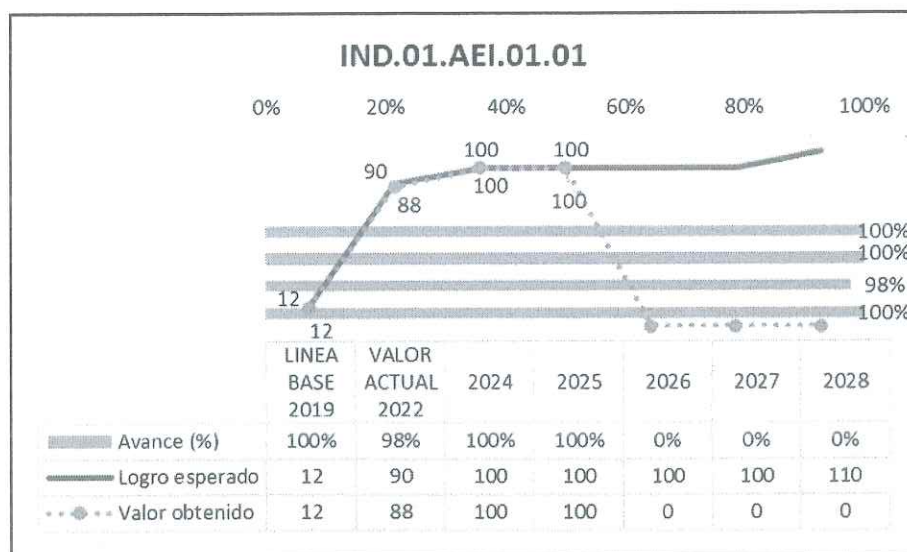 IND.01.AEI.01.01
0% 20% 40% 60% 80% 100%
100 100
90
88 100 100
100%
100%
98%
12 100%
12
LINEA BASE 2019 VALOR ACTUAL 2022 2024 2025 2026 2027 2028
Avance (%) 100% 98% 100% 100% 0% 0% 0%
Logro esperado 12 90 100 100 100 100 110
Valor obtenido 12 88 100 100 0 0 0